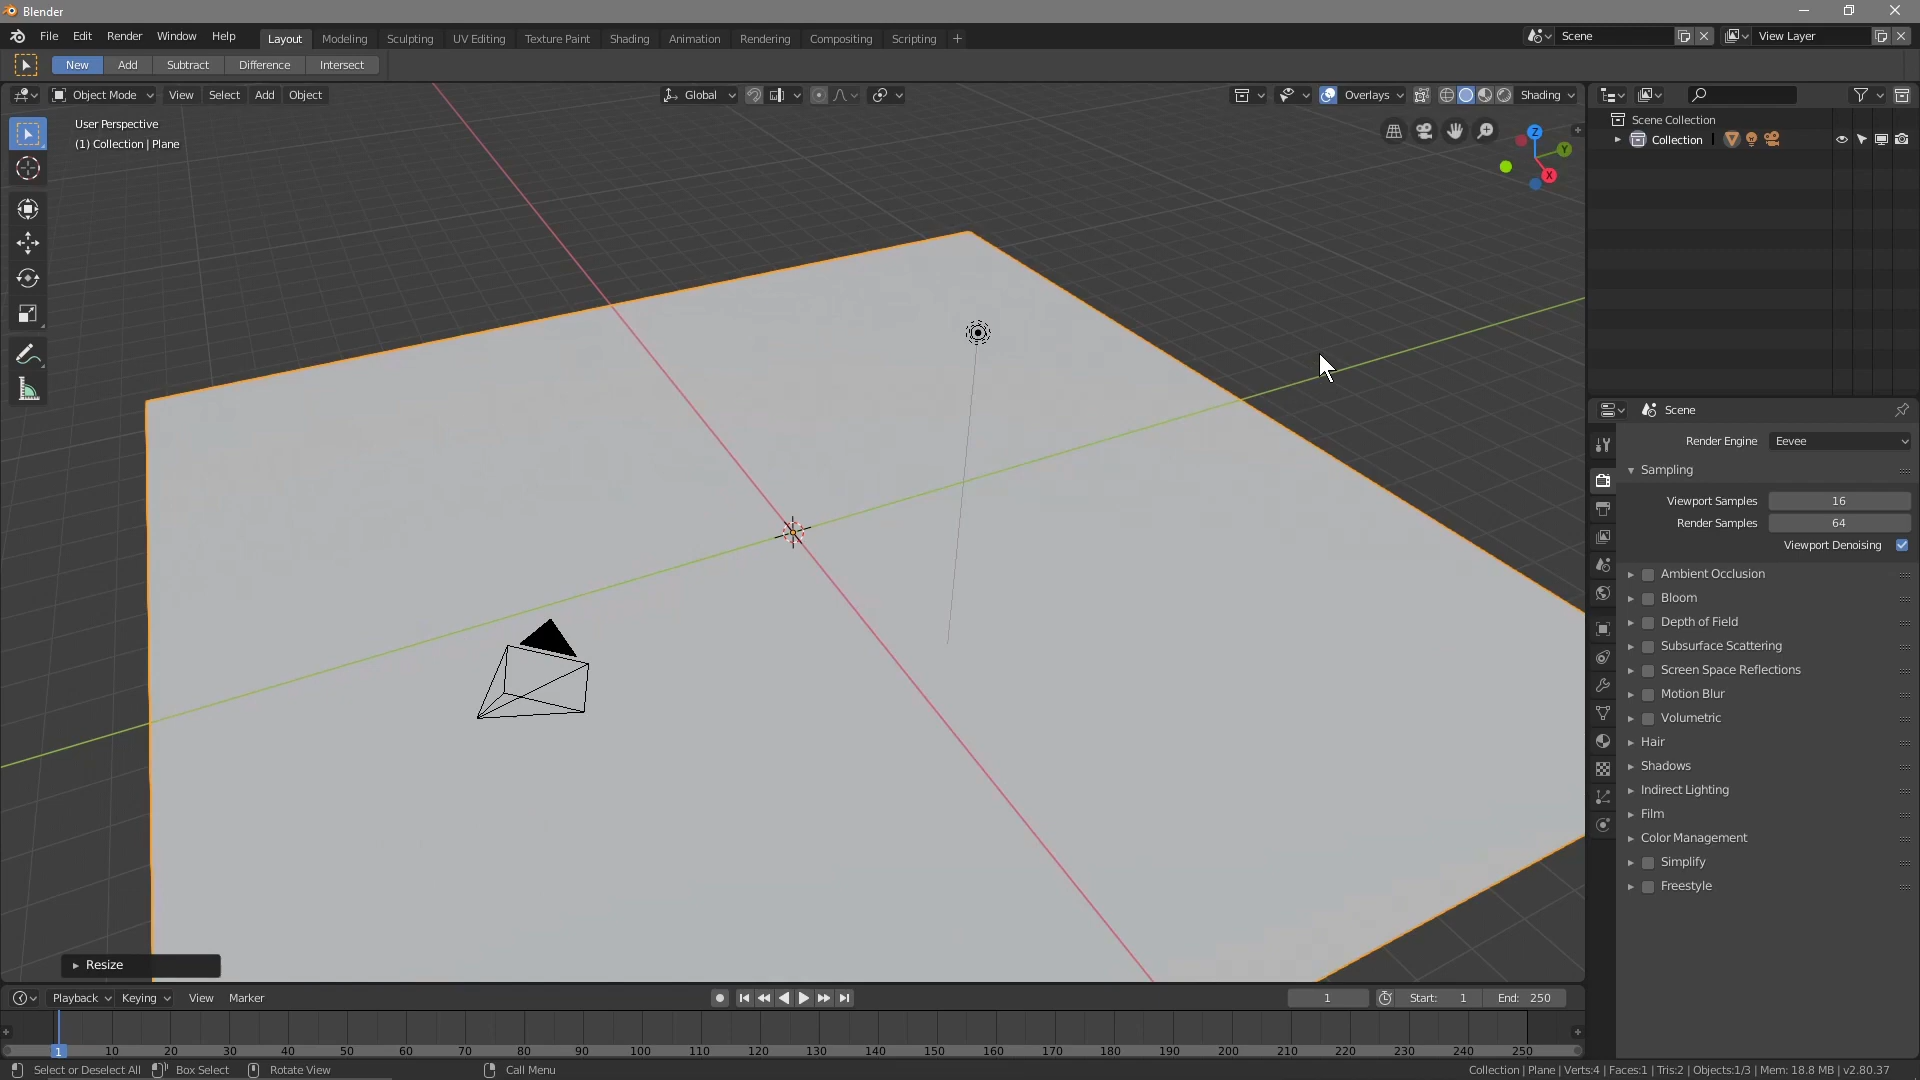 Blender
File Edit Render Window Help Layout Modeling Sculpting UV Editing Texture Paint Shading Animation Rendering Compositing Scripting + Scene View Layer
New Add Subtract Difference Intersect
Object Mode View Select Add Object Global Overlays Shading
User Perspective
(1) Collection | Plane
Z
Y
X
Scene Collection
Collection
Scene
Render Engine Eevee
Sampling
Viewport Samples 16
Render Samples 64
Viewport Denoising
Ambient Occlusion
Bloom
Depth of Field
Subsurface Scattering
Screen Space Reflections
Motion Blur
Volumetric
Hair
Shadows
Indirect Lighting
Film
Color Management
Simplify
Freestyle
Resize
Playback Keying View Marker 1 Start: 1 End: 250
1 10 20 30 40 50 60 70 80 90 100 110 120 130 140 150 160 170 180 190 200 210 220 230 240 250
Select or Deselect All Box Select Rotate View Call Menu Collection | Plane | Verts:4 | Faces:1 | Tris:2 | Objects:1/3 | Mem: 18.8 MB | v2.80.37